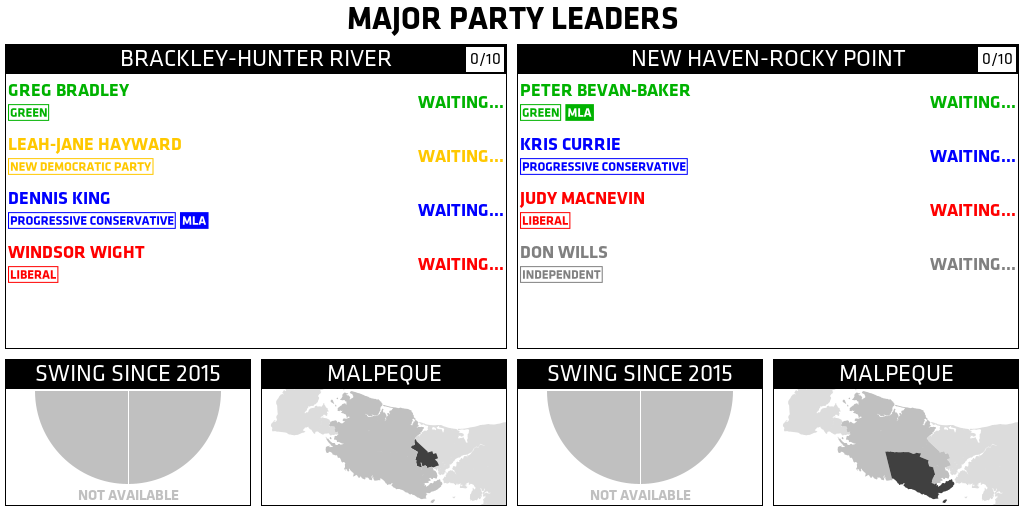 MAJOR PARTY LEADERS
BRACKLEY-HUNTER RIVER 0/10
GREG BRADLEY
GREEN
WAITING...
LEAH-JANE HAYWARD
NEW DEMOCRATIC PARTY
WAITING...
DENNIS KING
PROGRESSIVE CONSERVATIVE MLA
WAITING...
WINDSOR WIGHT
LIBERAL
WAITING...
NEW HAVEN-ROCKY POINT 0/10
PETER BEVAN-BAKER
GREEN MLA
WAITING...
KRIS CURRIE
PROGRESSIVE CONSERVATIVE
WAITING...
JUDY MACNEVIN
LIBERAL
WAITING...
DON WILLS
INDEPENDENT
WAITING...
SWING SINCE 2015
NOT AVAILABLE
MALPEQUE
SWING SINCE 2015
NOT AVAILABLE
MALPEQUE